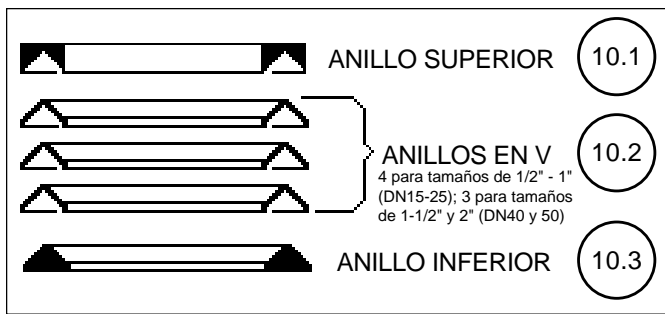 ANILLO SUPERIOR 10.1
ANILLOS EN V 10.2
4 para tamaños de 1/2" - 1"
(DN15-25); 3 para tamaños
de 1-1/2" y 2" (DN40 y 50)
ANILLO INFERIOR 10.3